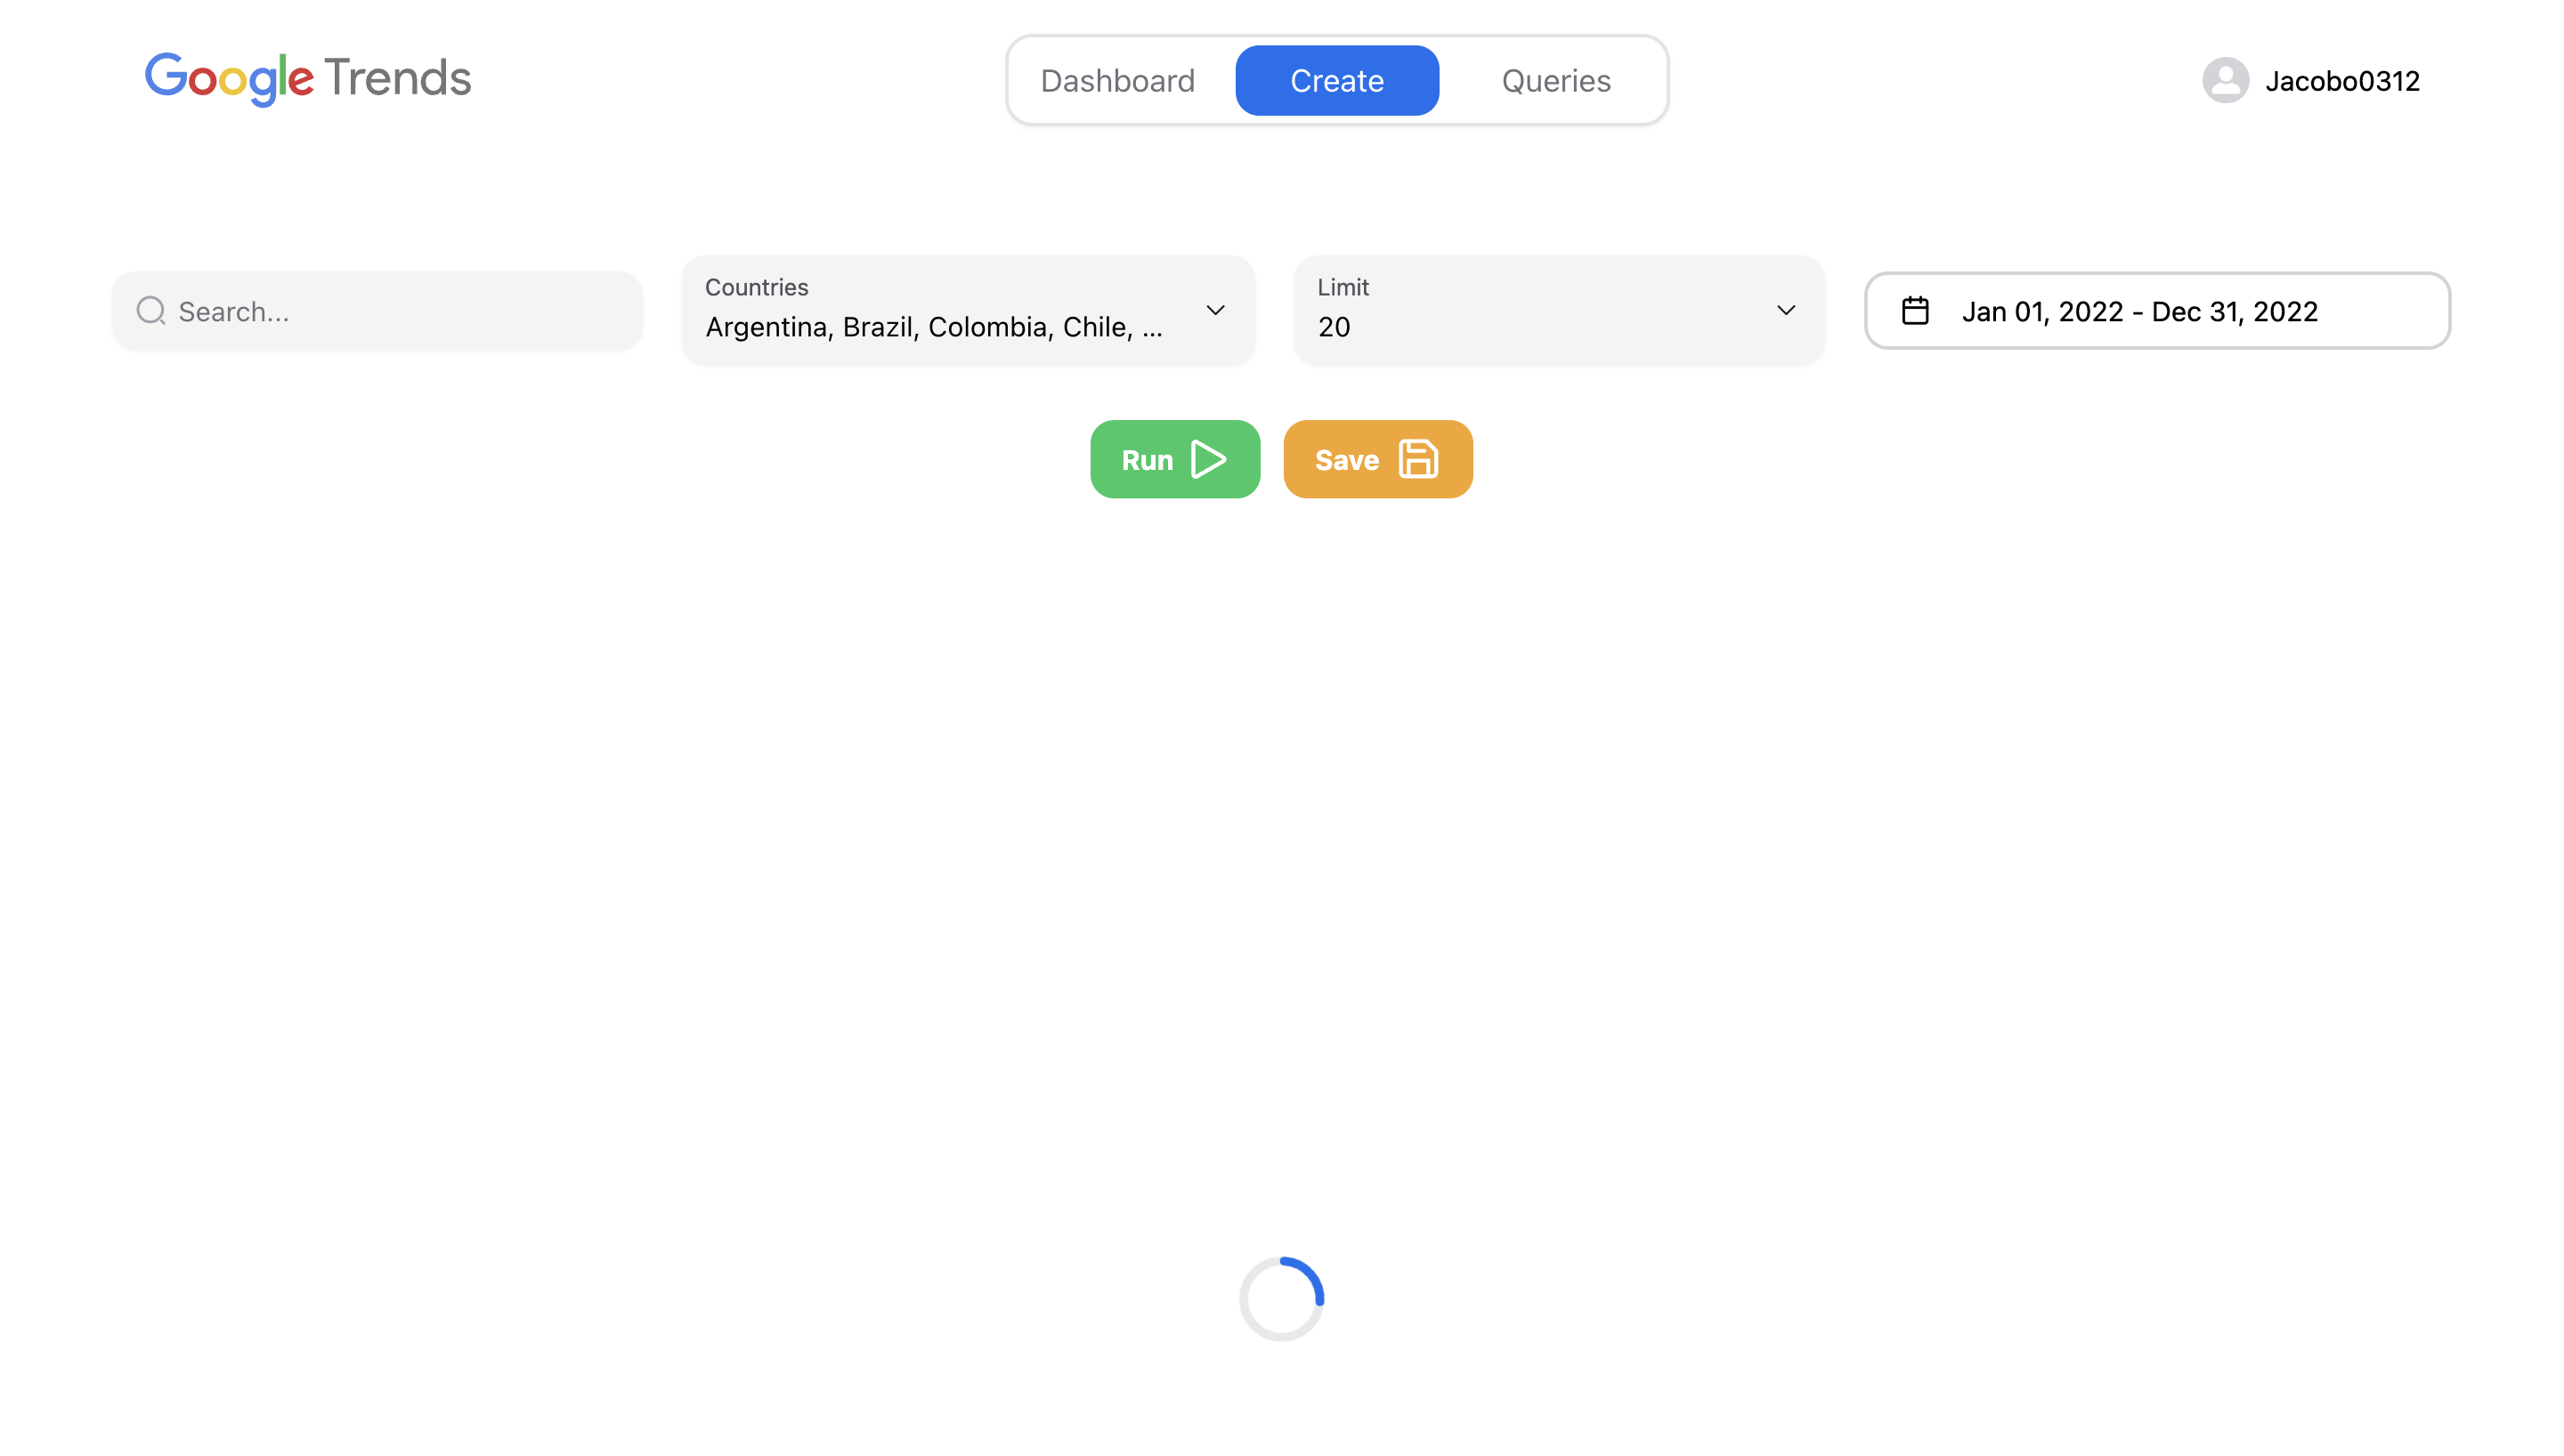 Google Trends
Dashboard
Create
Queries
Jacobo0312
Search...
Countries
Argentina, Brazil, Colombia, Chile, ...
Limit
20
Jan 01, 2022 - Dec 31, 2022
Run
Save